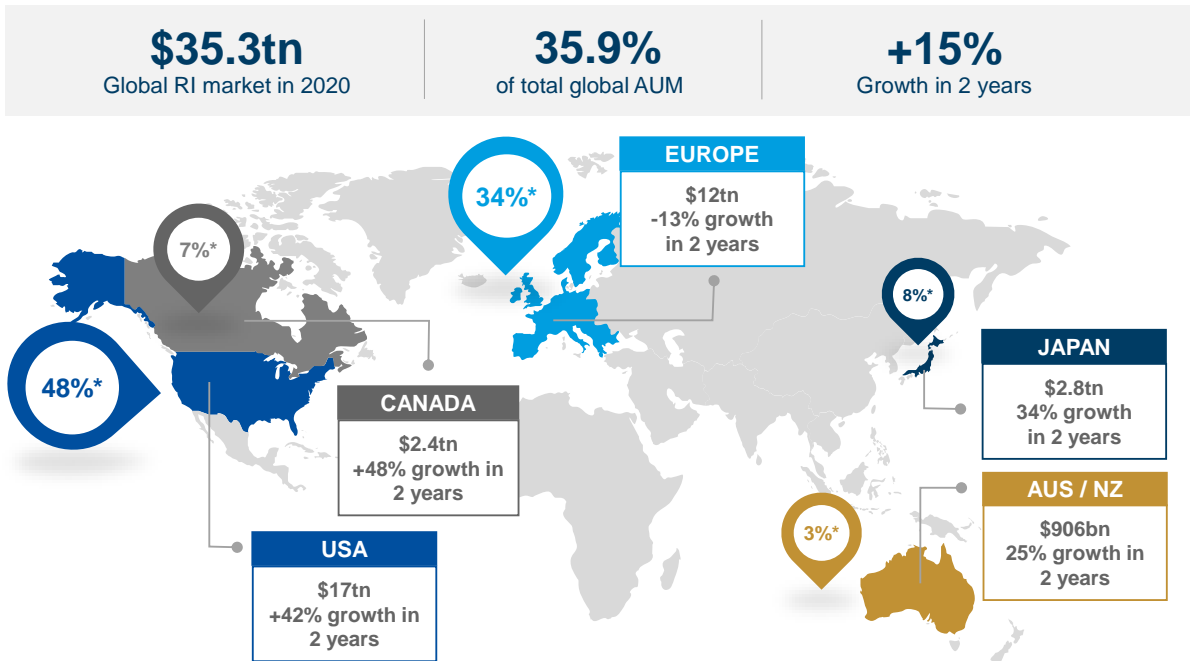 $35.3tn
Global RI market in 2020
35.9%
of total global AUM
+15%
Growth in 2 years
34%*
EUROPE
$12tn
-13% growth
in 2 years
7%*
8%*
48%*
JAPAN
$2.8tn
34% growth
in 2 years
CANADA
$2.4tn
+48% growth in
2 years
AUS / NZ
$906bn
25% growth in
2 years
3%*
USA
$17tn
+42% growth in
2 years